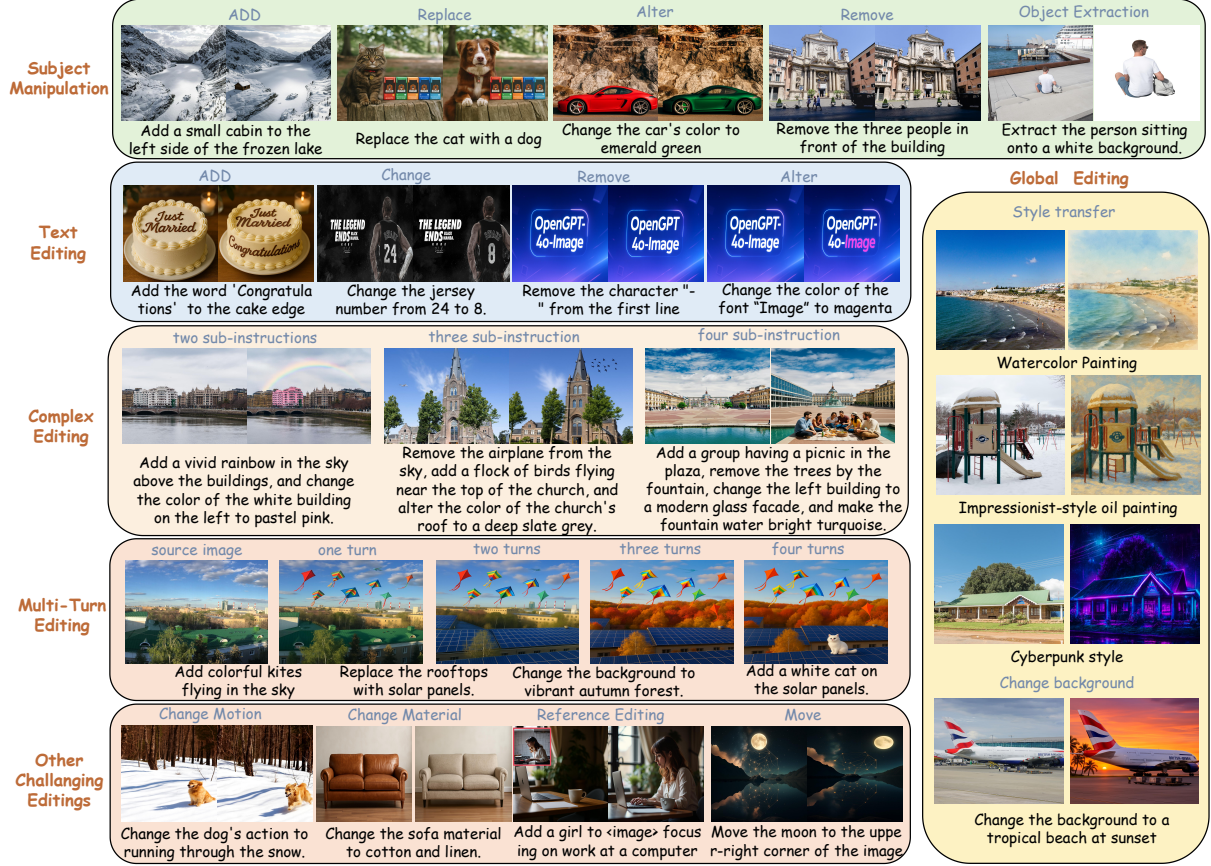 Subject
Manipulation
ADD
Replace
Alter
Remove
Object Extraction
Add a small cabin to the
left side of the frozen lake
Replace the cat with a dog
Change the car's color to
emerald green
Remove the three people in
front of the building
Extract the person sitting
onto a white background.
Text
Editing
ADD
Change
Remove
Alter
Just
Married
Just
Married
Congratulations
THE LEGEND
ENDS
24
THE LEGEND
ENDS
8
OpenGPT-
4o-Image
OpenGPT
4o-Image
OpenGPT-
4o-Image
OpenGPT-
4o-Image
Add the word 'Congratula
tions' to the cake edge
Change the jersey
number from 24 to 8.
Remove the character "-
" from the first line
Change the color of the
font “Image” to magenta
Complex
Editing
two sub-instructions
three sub-instruction
four sub-instruction
Add a vivid rainbow in the sky
above the buildings, and change
the color of the white building
on the left to pastel pink.
Remove the airplane from the
sky, add a flock of birds flying
near the top of the church, and
alter the color of the church's
roof to a deep slate grey.
Add a group having a picnic in the
plaza, remove the trees by the
fountain, change the left building to
a modern glass facade, and make the
fountain water bright turquoise.
Multi-Turn
Editing
source image
one turn
two turns
three turns
four turns
Add colorful kites
flying in the sky
Replace the rooftops
with solar panels.
Change the background to
vibrant autumn forest.
Add a white cat on
the solar panels.
Other
Challanging
Editings
Change Motion
Change Material
Reference Editing
Move
Change the dog's action to
running through the snow.
Change the sofa material
to cotton and linen.
Add a girl to <image> focus
ing on work at a computer
Move the moon to the uppe
r-right corner of the image
Global Editing
Style transfer
Watercolor Painting
Impressionist-style oil painting
Cyberpunk style
Change background
Change the background to a
tropical beach at sunset